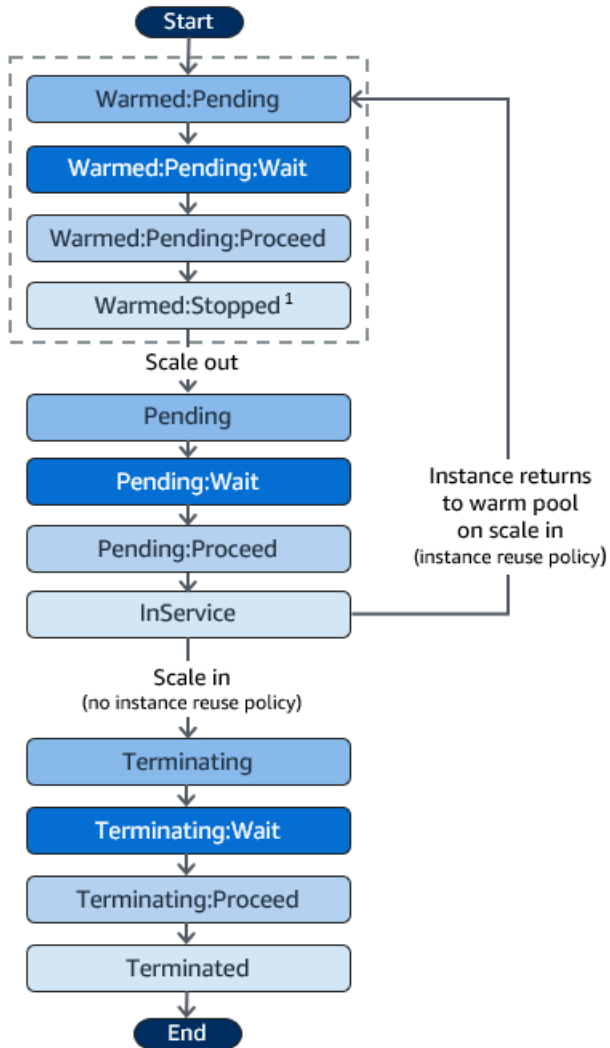 Start
Warmed:Pending
Warmed:Pending:Wait
Warmed:Pending:Proceed
Warmed:Stopped¹
Scale out
Pending
Pending:Wait
Pending:Proceed
InService
Instance returns
to warm pool
on scale in
(instance reuse policy)
Scale in
(no instance reuse policy)
Terminating
Terminating:Wait
Terminating:Proceed
Terminated
End